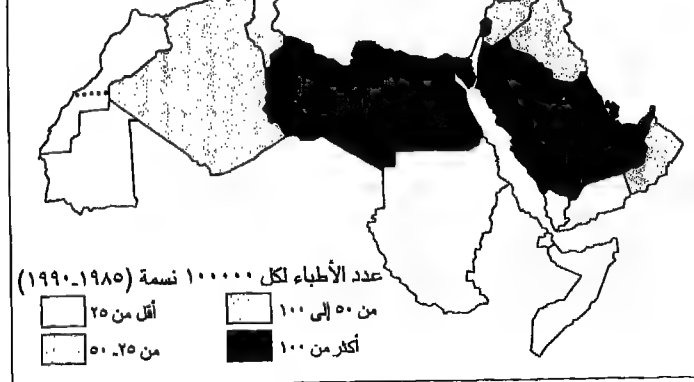 عدد الأطباء لكل ١٠٠٠٠٠ نسمة (١٩٨٥-١٩٩٠)
من ٥٠ إلى ١٠٠
أقل من ٢٥
أكثر من ١٠٠
من ٢٥-٥٠